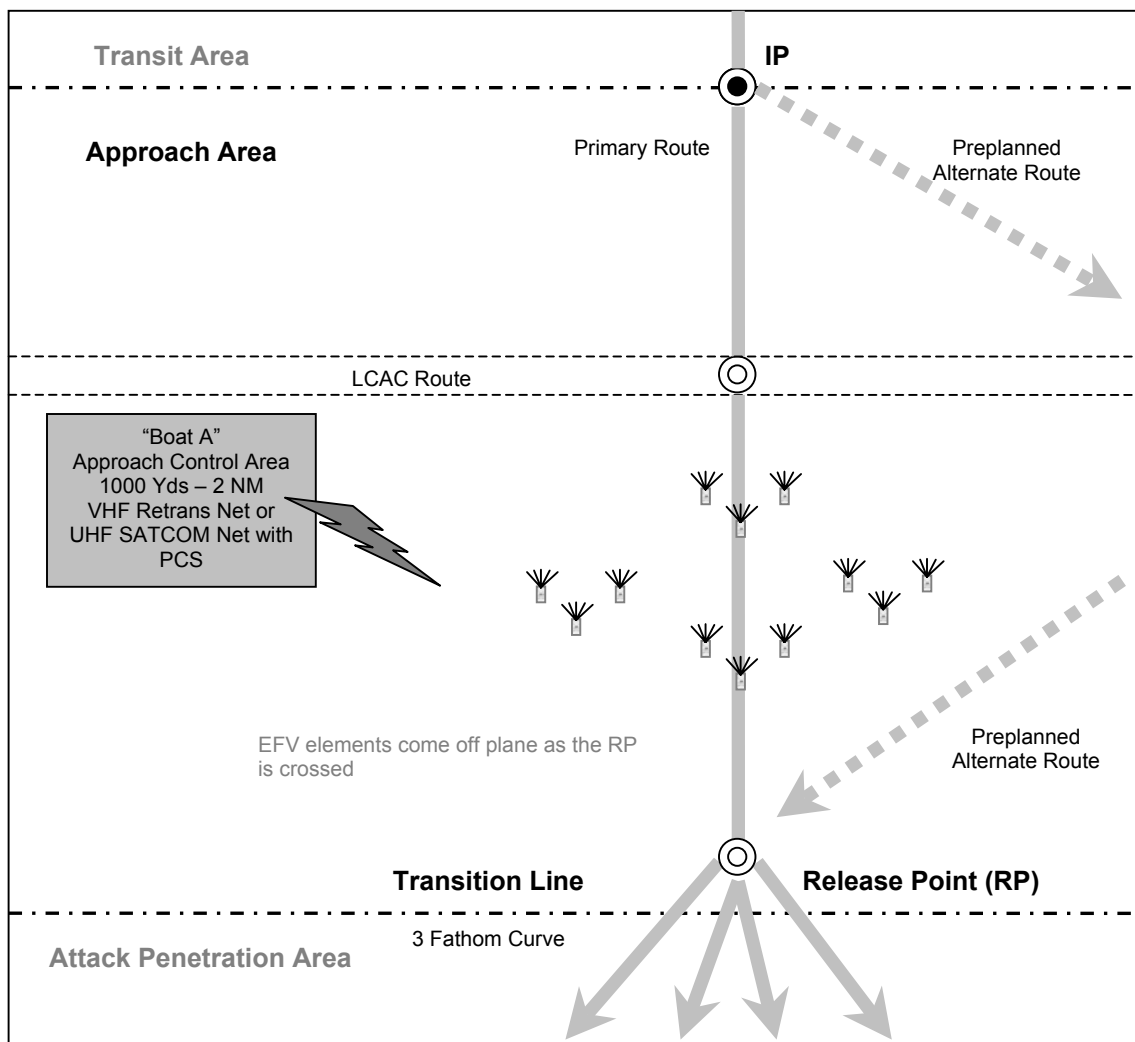 Transit Area
IP
Approach Area
Primary Route
Preplanned
Alternate Route
LCAC Route
“Boat A”
Approach Control Area
1000 Yds – 2 NM
VHF Retrans Net or
UHF SATCOM Net with
PCS
EFV elements come off plane as the RP
is crossed
Preplanned
Alternate Route
Transition Line
Release Point (RP)
3 Fathom Curve
Attack Penetration Area